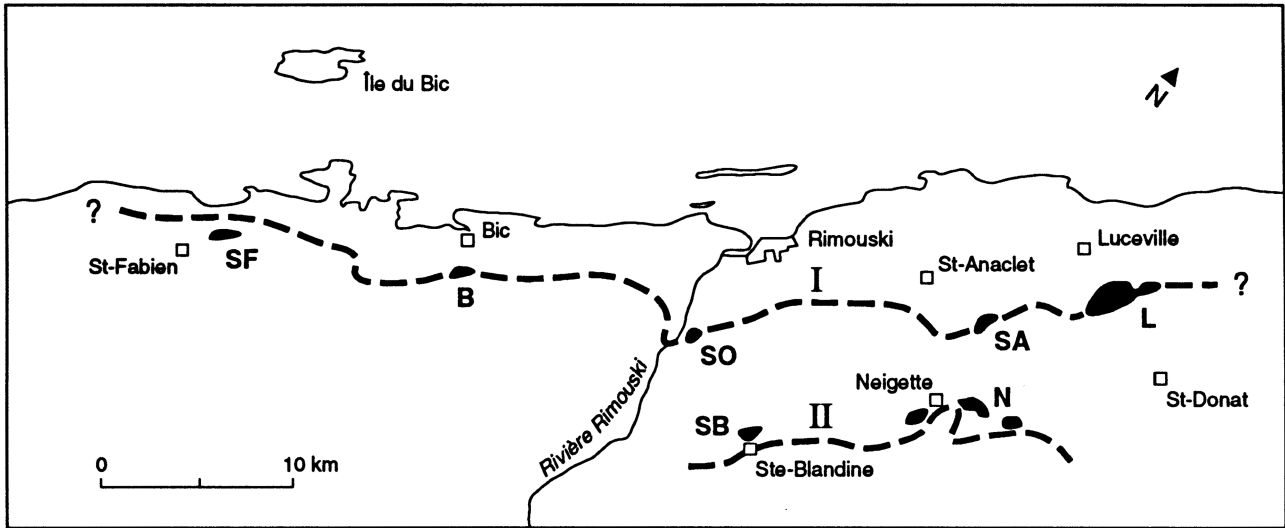 Île du Bic
N
?
St-Fabien
SF
Bic
B
Rimouski
I
St-Anaclet
Luceville
?
SO
SA
L
Rivière Rimouski
Neigette
N
St-Donat
SB
II
Ste-Blandine
0 10 km